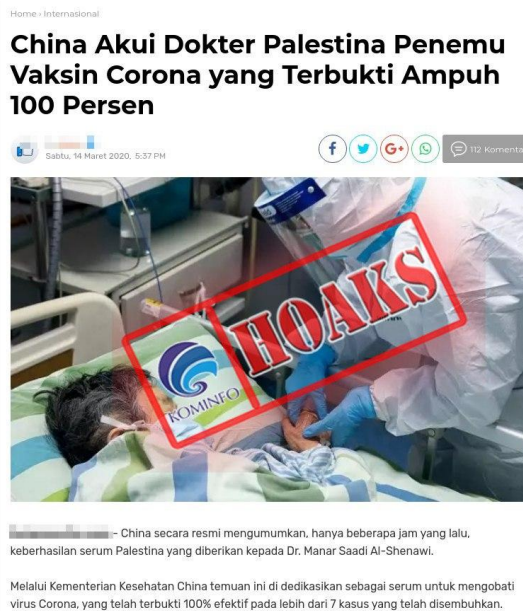 Home › Internasional
China Akui Dokter Palestina Penemu
Vaksin Corona yang Terbukti Ampuh
100 Persen
Sabtu, 14 Maret 2020, 5:37 PM
112 Komenta
HOAKS
KOMINFO
- China secara resmi mengumumkan, hanya beberapa jam yang lalu,
keberhasilan serum Palestina yang diberikan kepada Dr. Manar Saadi Al-Shenawi.
Melalui Kementerian Kesehatan China temuan ini di dedikasikan sebagai serum untuk mengobati
virus Corona, yang telah terbukti 100% efektif pada lebih dari 7 kasus yang telah disembuhkan.